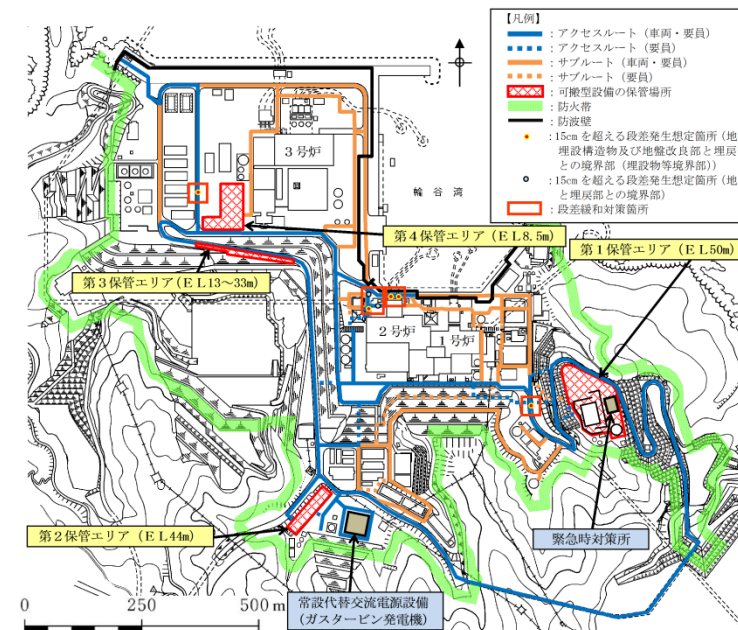 【凡例】
：アクセスルート（車両・要員）
：アクセスルート（要員）
：サブルート（車両・要員）
：サブルート（要員）
：可搬型設備の保管場所
：防火帯
：防波壁
：15cmを超える段差発生想定箇所（地
埋設構造物及び地盤改良部と埋戻
との境界部（埋設物等境界部））
：15cmを超える段差発生想定箇所（地
と埋戻部との境界部）
：段差緩和対策箇所
3号炉
輪谷湾
第4保管エリア（EL8.5m）
第1保管エリア（EL50m）
第3保管エリア（EL13～33m）
2号炉
1号炉
第2保管エリア（EL44m）
緊急時対策所
常設代替交流電源設備
（ガスタービン発電機）
0 250 500m